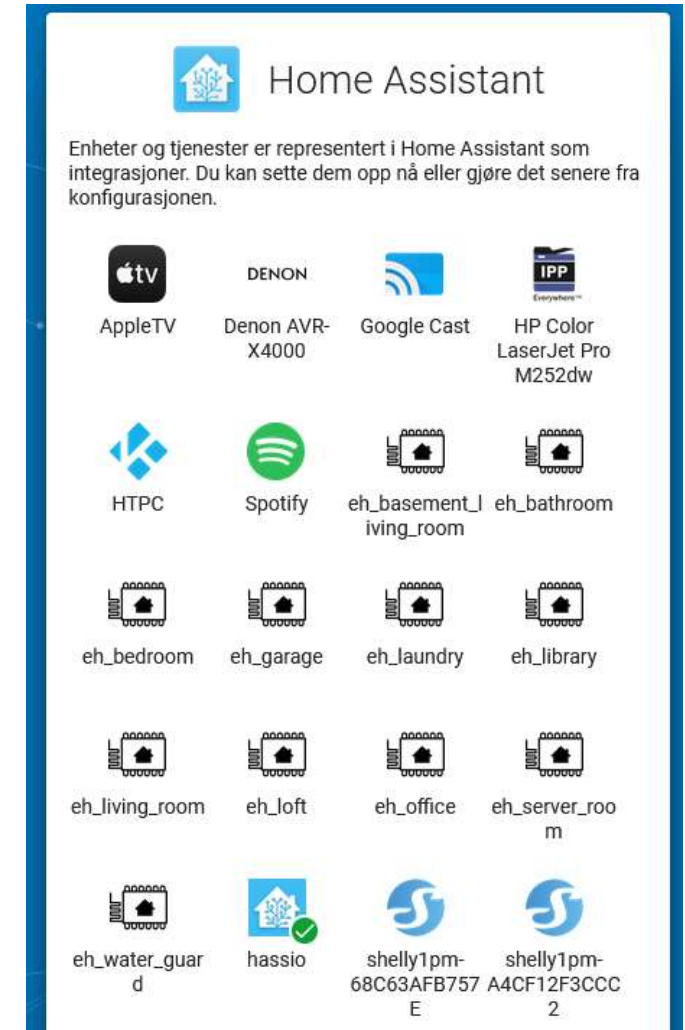 Home Assistant
Enheter og tjenester er representert i Home Assistant som
integrasjoner. Du kan sette dem opp nå eller gjøre det senere fra
konfigurasjonen.
tv
DENON
IPP
Everywhere™
AppleTV
Denon AVR-
X4000
Google Cast
HP Color
LaserJet Pro
M252dw
HTPC
Spotify
eh_basement_l
iving_room
eh_bathroom
eh_bedroom
eh_garage
eh_laundry
eh_library
eh_living_room
eh_loft
eh_office
eh_server_roo
m
eh_water_guar
d
hassio
shelly1pm-
68C63AFB757
E
shelly1pm-
A4CF12F3CCC
2